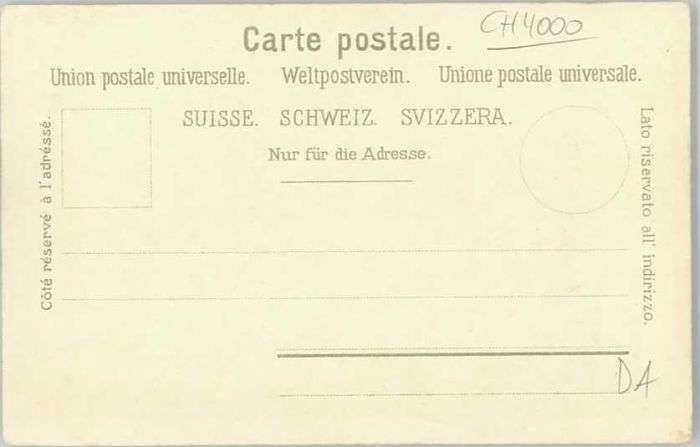 CH4000
Carte postale.
Union postale universelle. Weltpostverein. Unione postale universale.
SUISSE. SCHWEIZ. SVIZZERA.
Nur für die Adresse.
Côté réservé à l'adréssé.
Lato riservato all' indirizzo.
DA